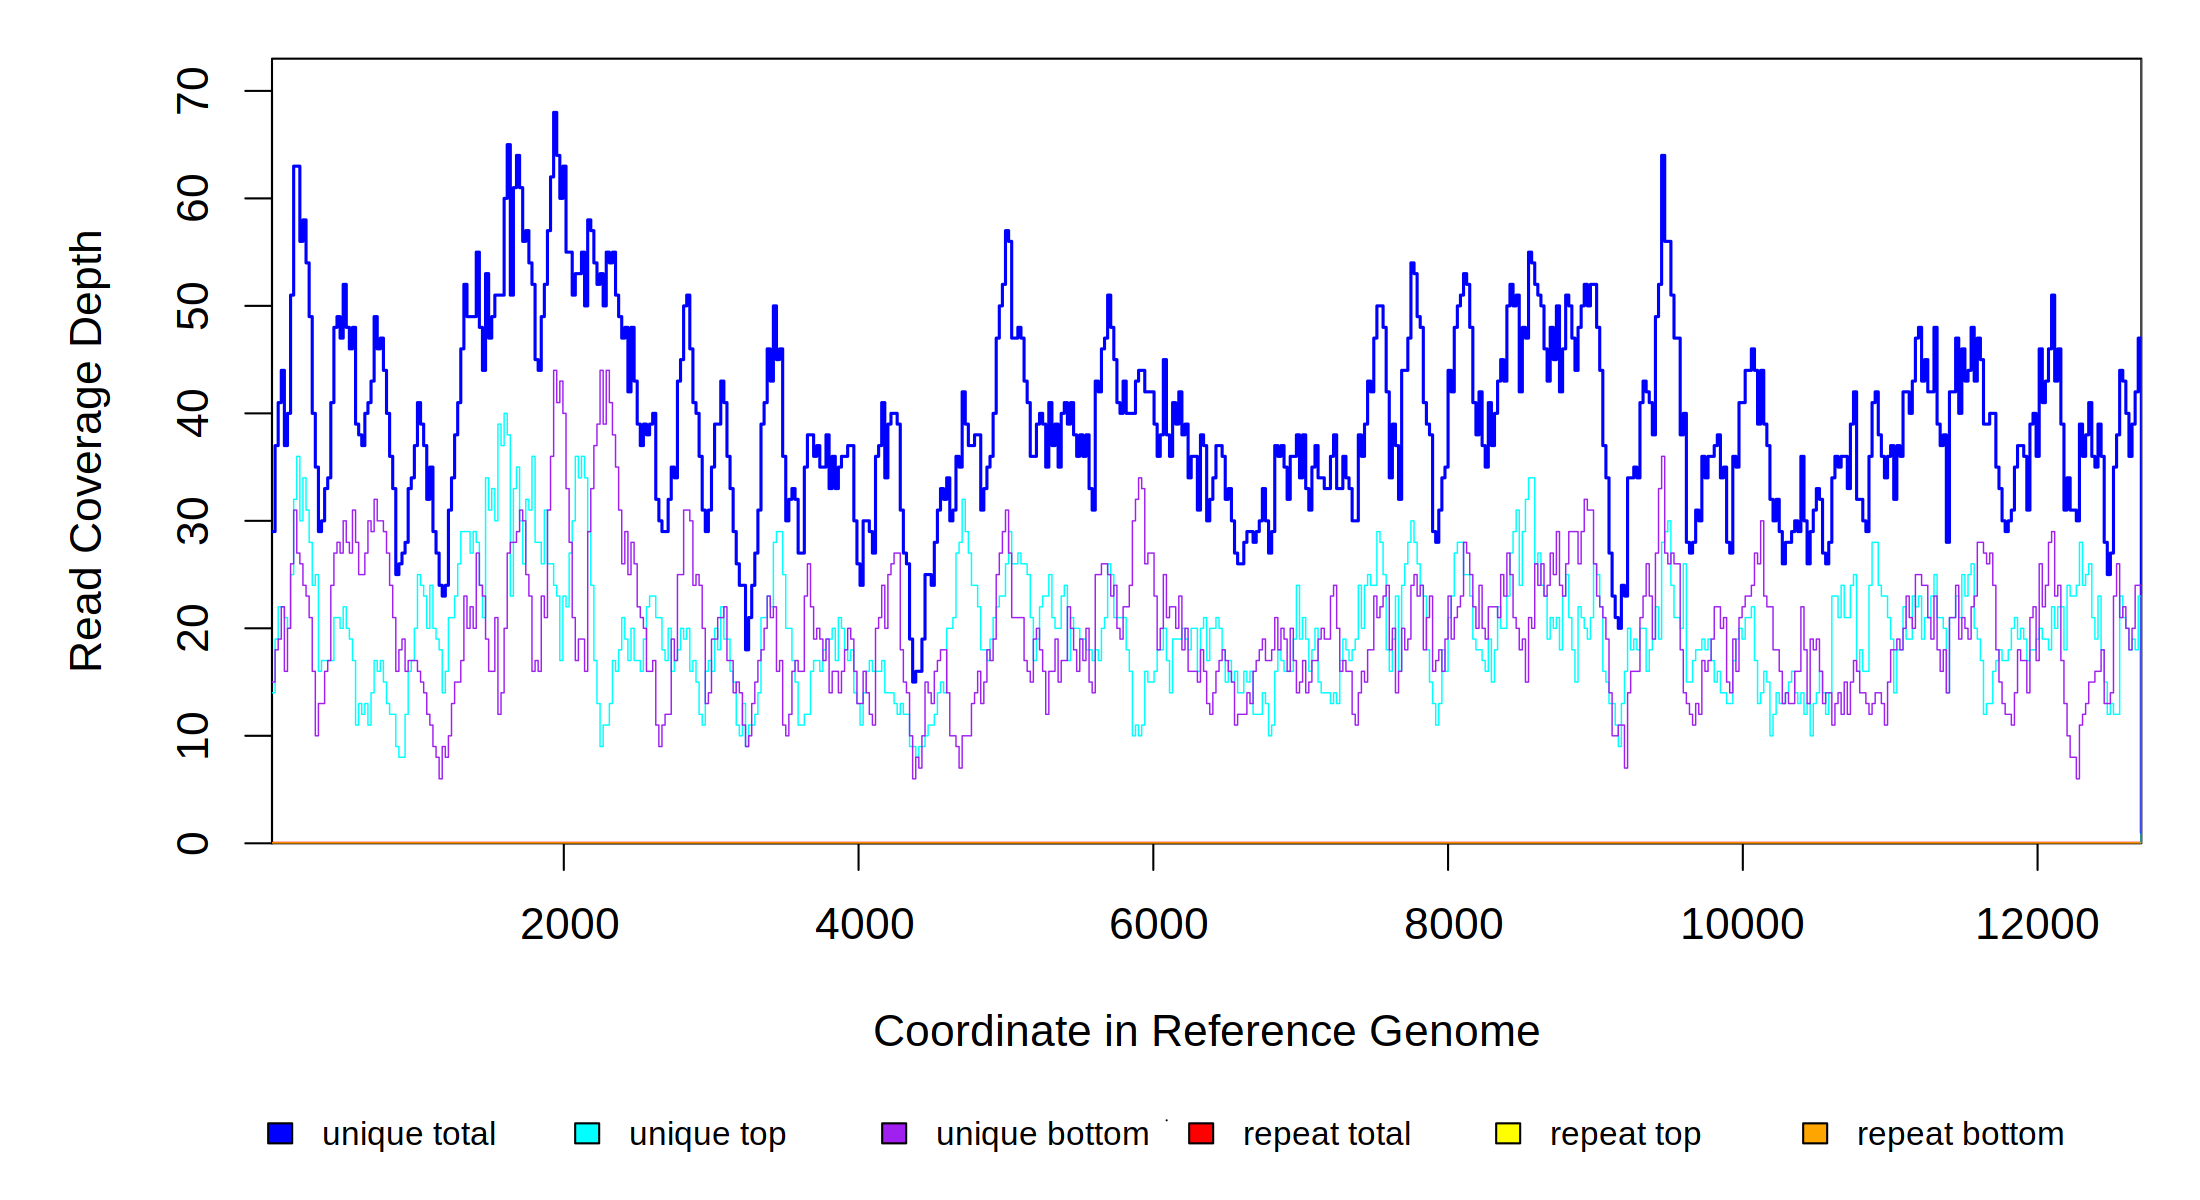 70
60
50
40
30
20
10
0
Read Coverage Depth
2000 4000 6000 8000 10000 12000
Coordinate in Reference Genome
unique total unique top unique bottom repeat total repeat top repeat bottom